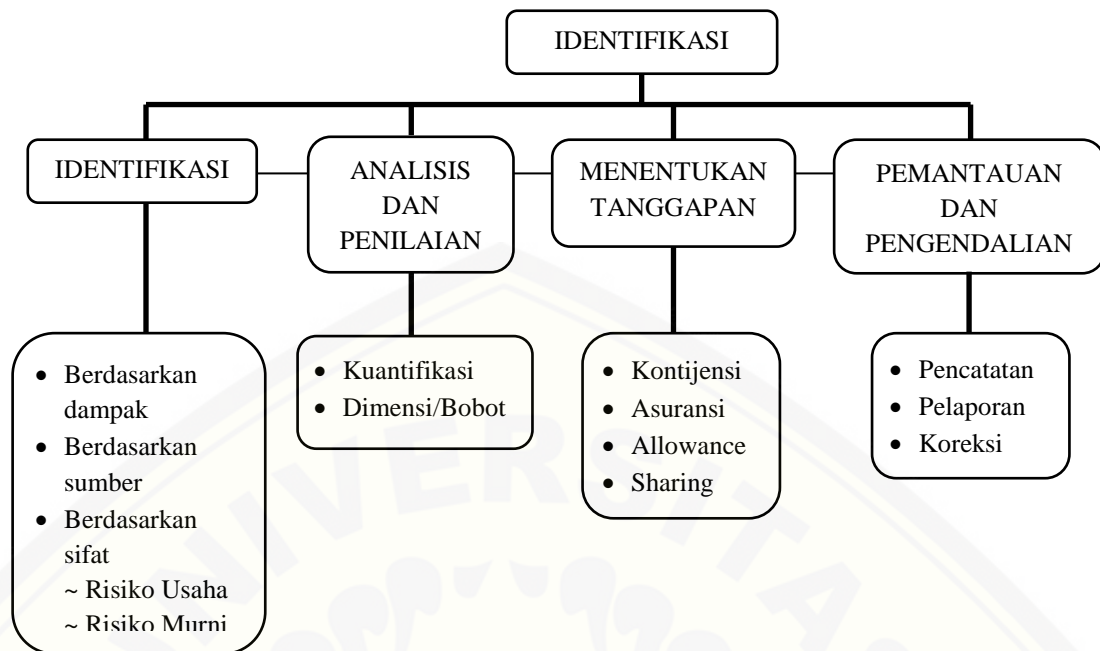 IDENTIFIKASI
IDENTIFIKASI
ANALISIS
DAN
PENILAIAN
MENENTUKAN
TANGGAPAN
PEMANTAUAN
DAN
PENGENDALIAN
• Berdasarkan
dampak
• Berdasarkan
sumber
• Berdasarkan
sifat
~ Risiko Usaha
~ Risiko Murni
• Kuantifikasi
• Dimensi/Bobot
• Kontijensi
• Asuransi
• Allowance
• Sharing
• Pencatatan
• Pelaporan
• Koreksi